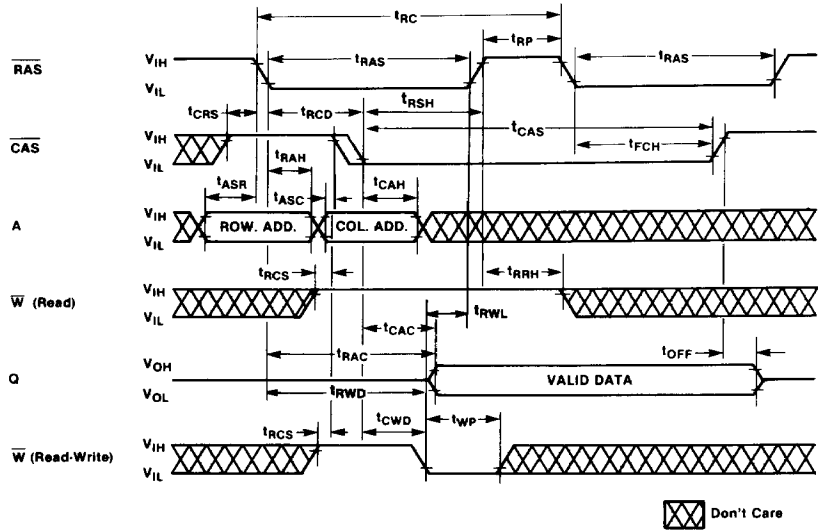 tRC
tRP
tRAS
tRAS
RAS
VIH
VIL
tCRS
tRCD
tRSH
tCAS
CAS
VIH
VIL
tRAH
tFCH
tASR
tASC
tCAH
A
VIH
VIL
ROW. ADD.
COL. ADD.
tRCS
tRRH
W (Read)
VIH
VIL
tRWL
tCAC
tRAC
tOFF
Q
VOH
VOL
VALID DATA
tRWD
tCWD
tWP
tRCS
W (Read-Write)
VIH
VIL
Don't Care